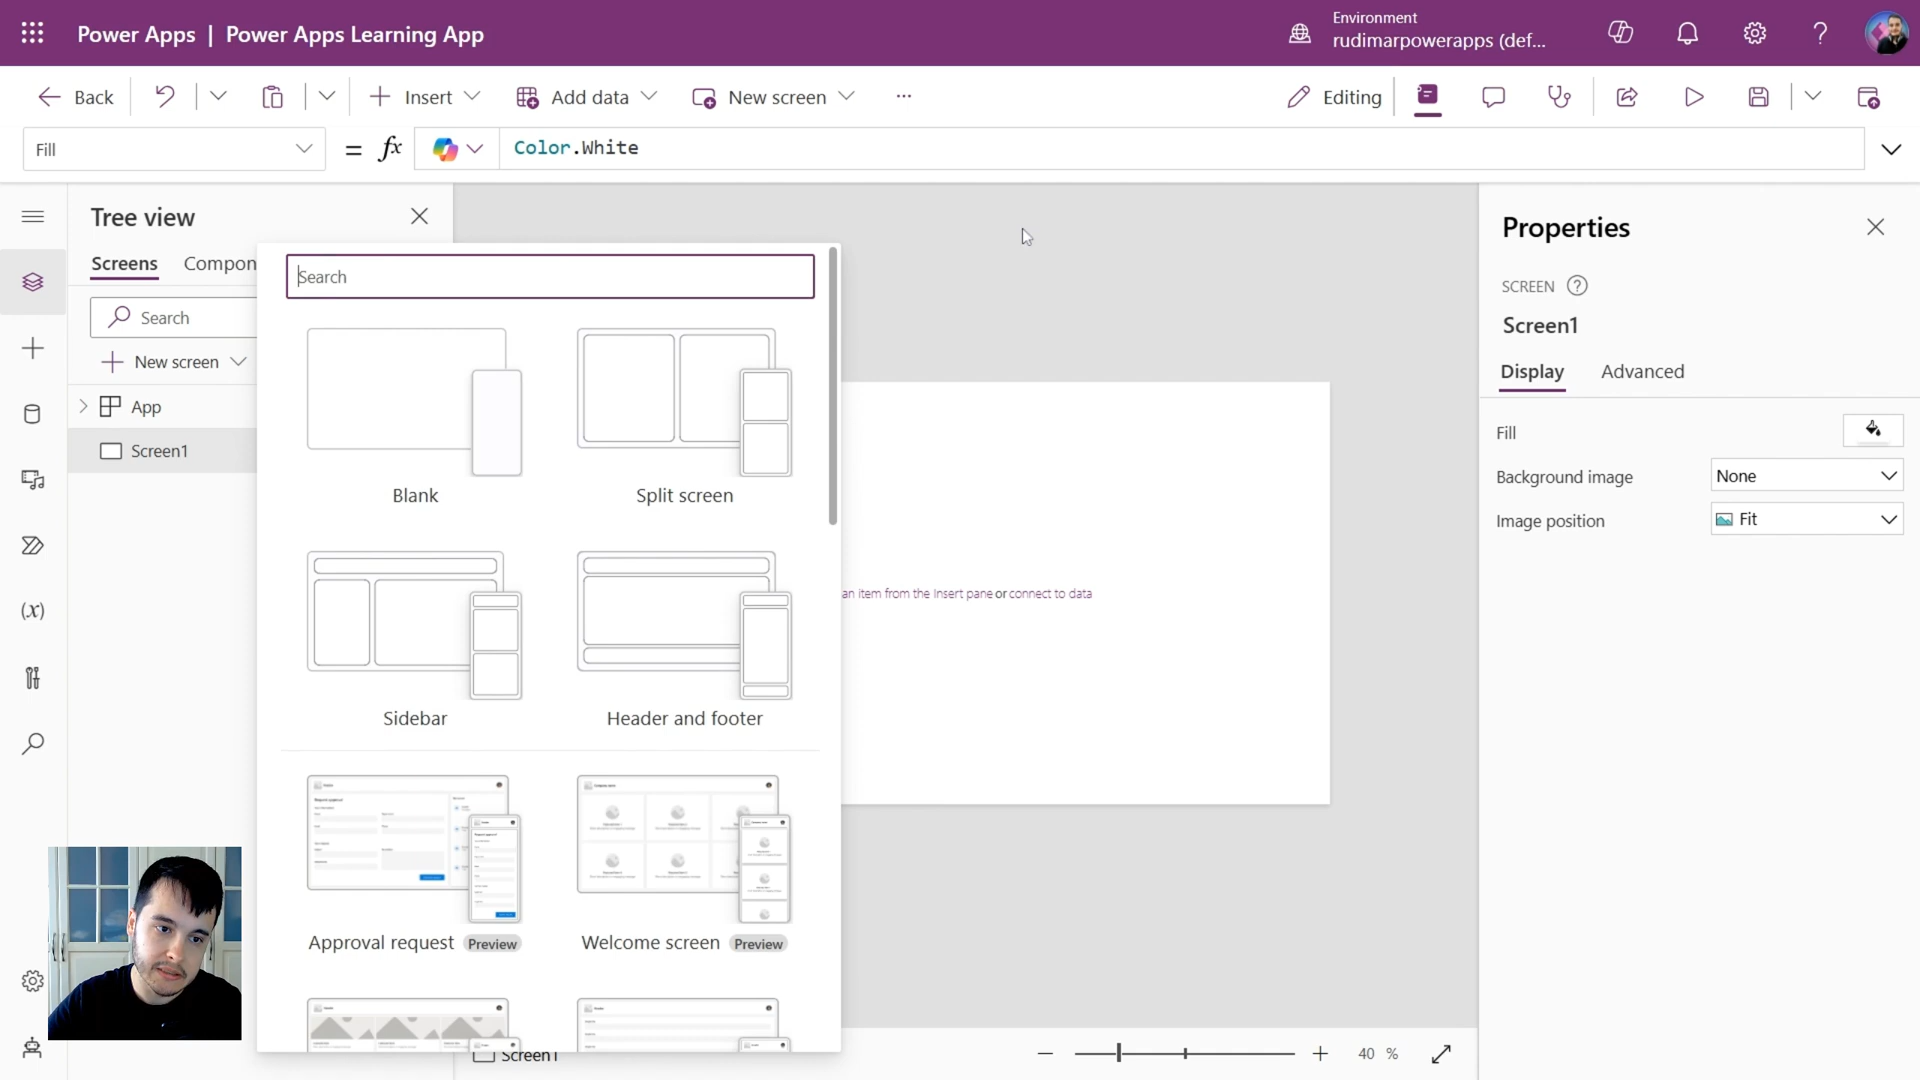 Power Apps | Power Apps Learning App
Environment
rudimarpowerapps (def...
Back
Insert
Add data
New screen
...
Editing
Fill
= fx
Color.White
Tree view
Screens
Compon
Search
New screen
App
Screen1
Search
Blank
Split screen
Sidebar
Header and footer
Approval request Preview
Welcome screen Preview
an item from the Insert pane or connect to data
Properties
SCREEN
Screen1
Display
Advanced
Fill
Background image
None
Image position
Fit
Screen1
40 %